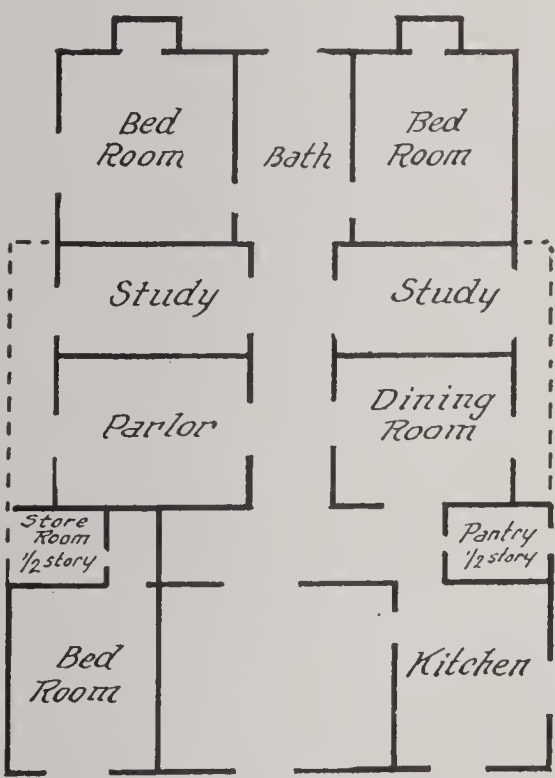 Bed
Room
Bath
Bed
Room
Study
Study
Parlor
Dining
Room
Store
Room
1/2 story
Pantry
1/2 story
Bed
Room
Kitchen